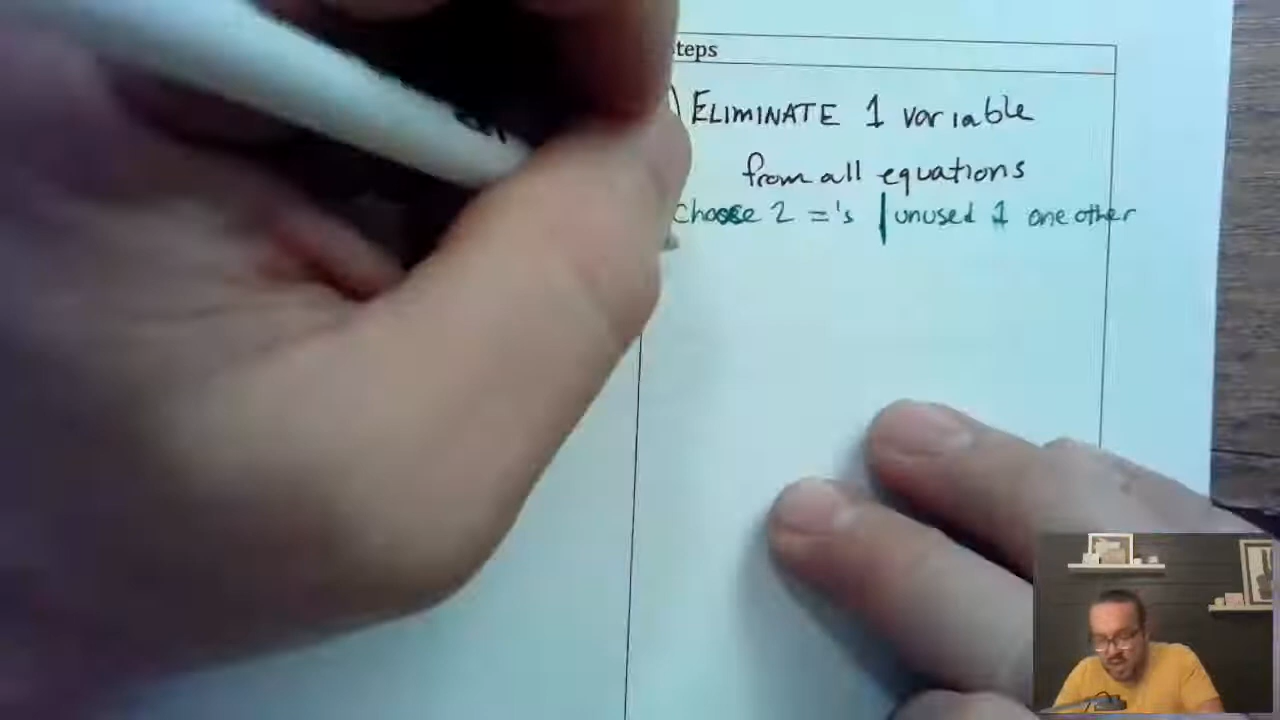 teps
) ELIMINATE 1 variable
from all equations
choose 2 ='s | unused 1 one other